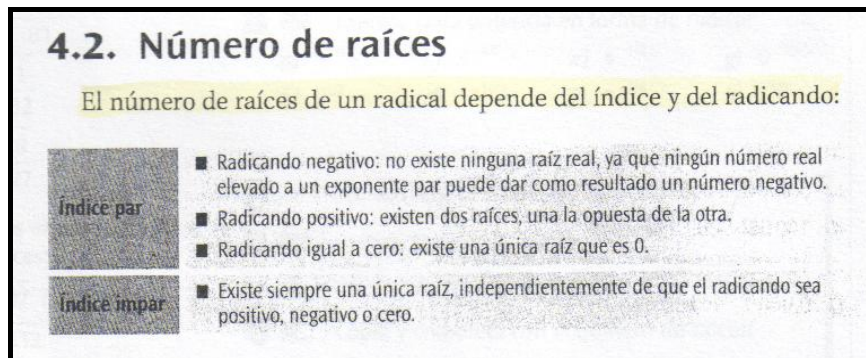 4.2. Número de raíces
El número de raíces de un radical depende del índice y del radicando:
Índice par
■ Radicando negativo: no existe ninguna raíz real, ya que ningún número real
elevado a un exponente par puede dar como resultado un número negativo.
■ Radicando positivo: existen dos raíces, una la opuesta de la otra.
■ Radicando igual a cero: existe una única raíz que es 0.
Índice impar
■ Existe siempre una única raíz, independientemente de que el radicando sea
positivo, negativo o cero.